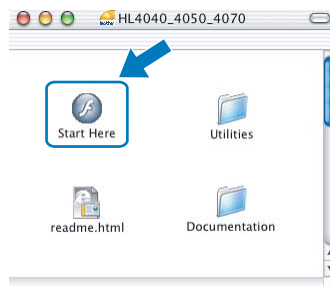 HL4040_4050_4070
Start Here
Utilities
readme.html
Documentation